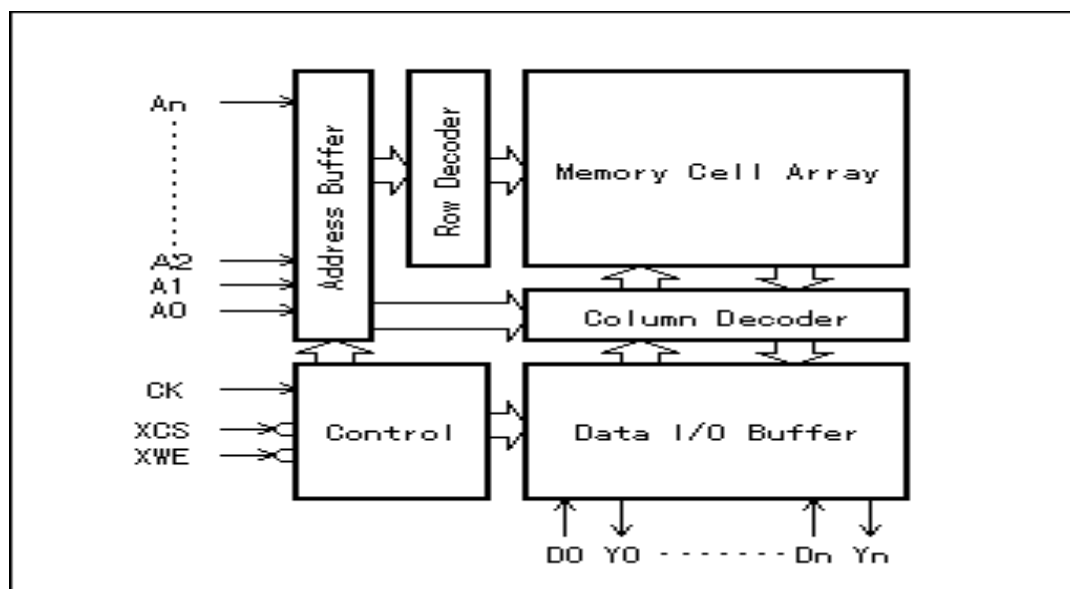 An
Address Buffer
Row Decoder
Memory Cell Array
A2
A1
A0
Column Decoder
CK
XCS
XWE
Control
Data I/O Buffer
D0 Y0 - - - - - - - Dn Yn